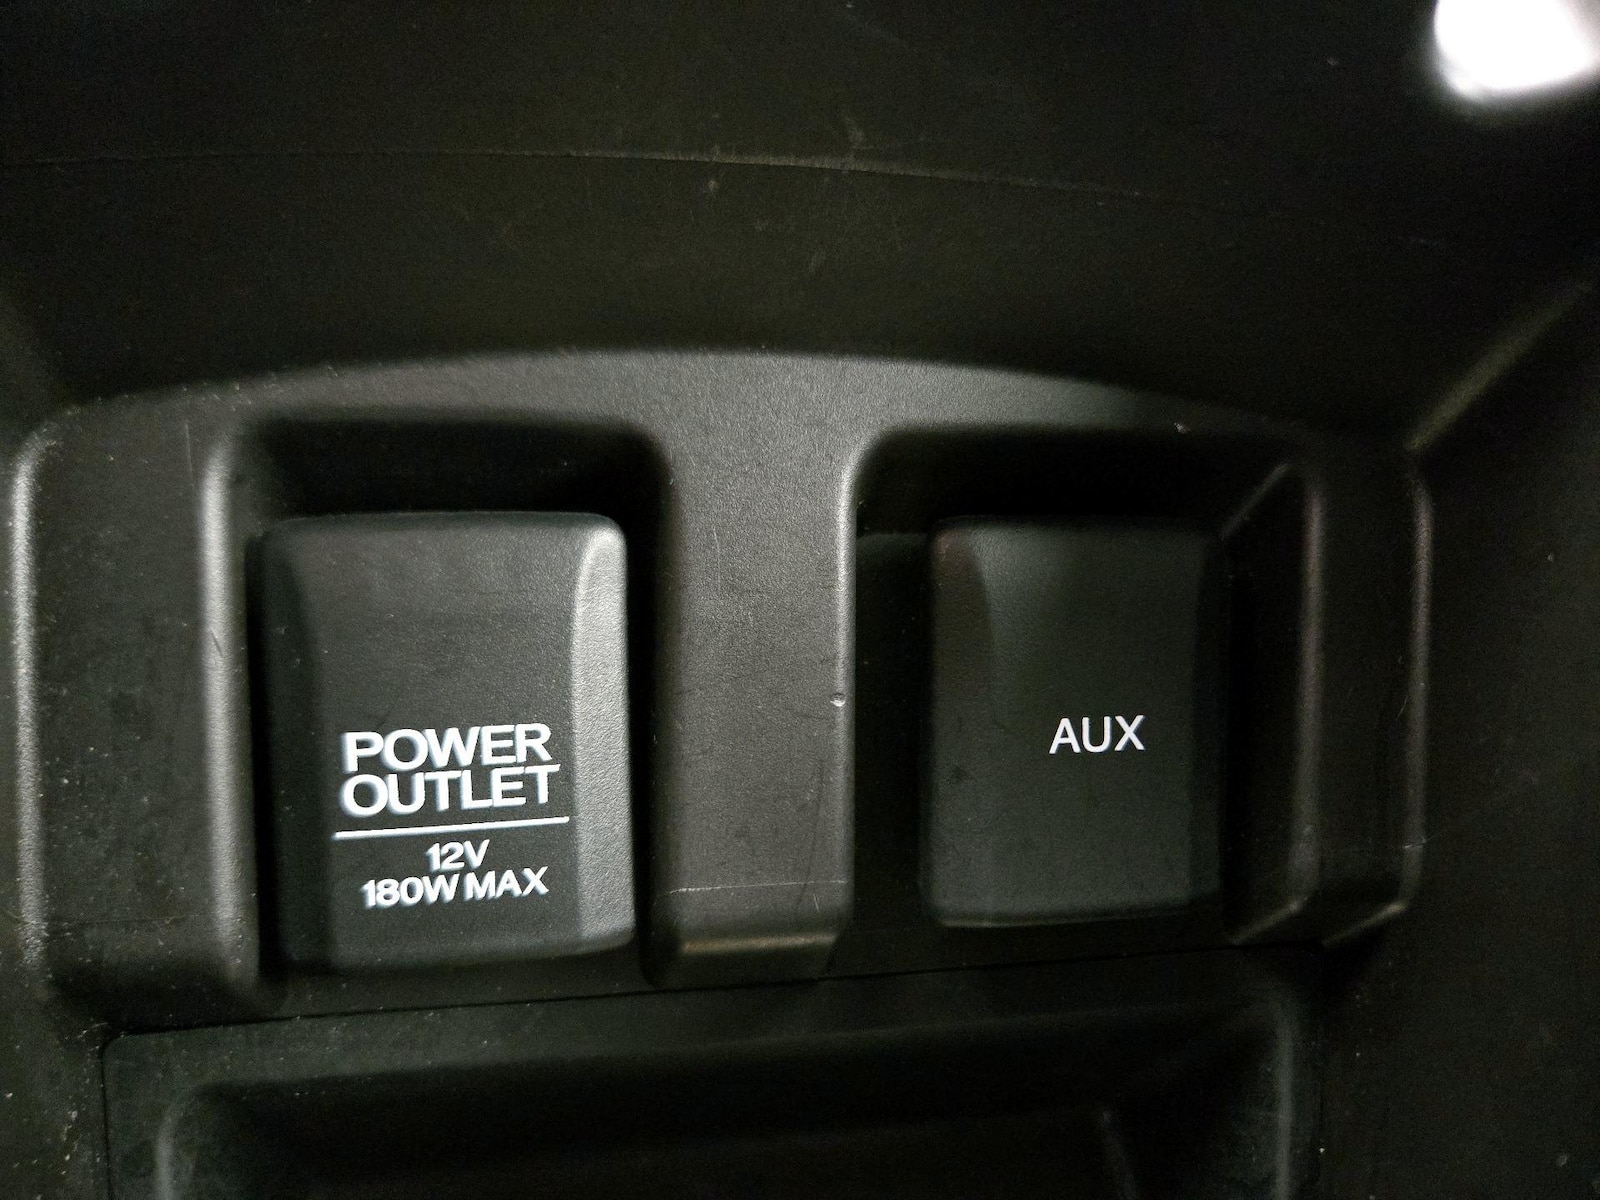 POWER
OUTLET
12V
180W MAX
AUX